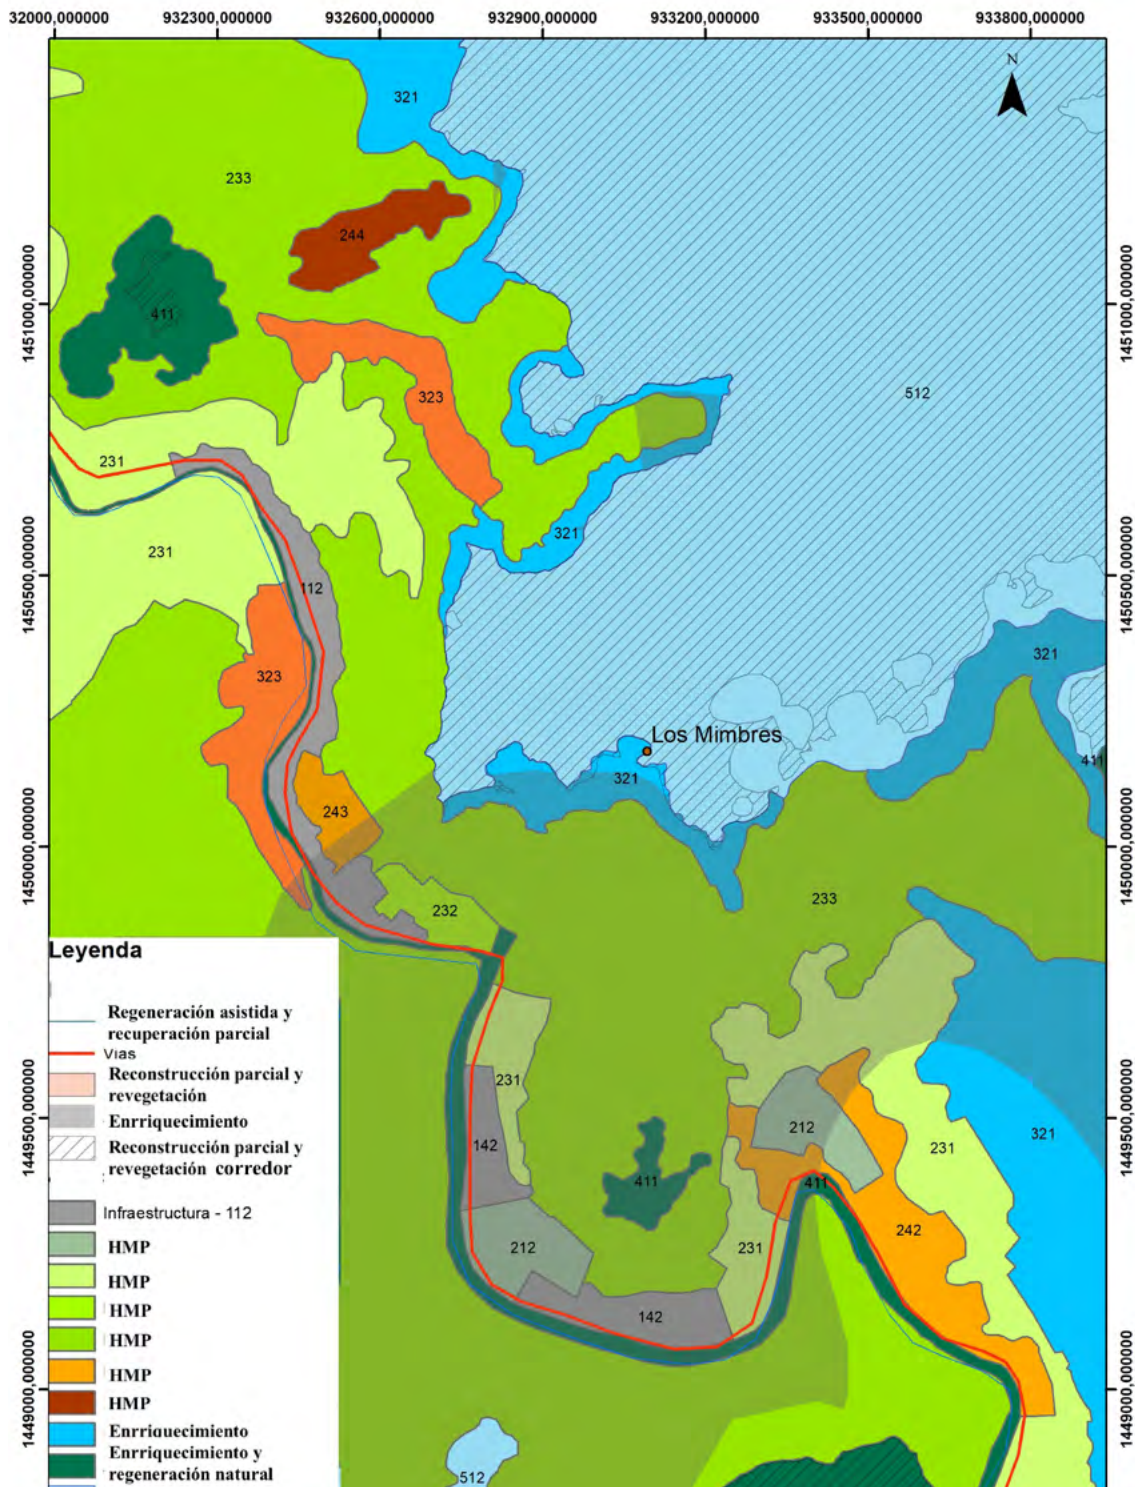 32000,000000 932300,000000 932600,000000 932900,000000 933200,000000 933500,000000 933800,000000
N
321
233
244
411
1451000,000000
1451000,000000
323
512
231
231
321
112
1450500,000000
1450500,000000
321
323
Los Mimbres
321
411
243
1450000,000000
1450000,000000
232
233
Leyenda
Regeneración asistida y
recuperación parcial
Vías
Reconstrucción parcial y
revegetación
Enrriquecimiento
Reconstrucción parcial y
revegetación corredor
Infraestructura - 112
HMP
HMP
HMP
HMP
HMP
HMP
Enrriquecimiento
Enrriquecimiento y
regeneración natural
231
1449500,000000
1449500,000000
142
212
231
321
411
411
242
212
231
142
1449000,000000
1449000,000000
512